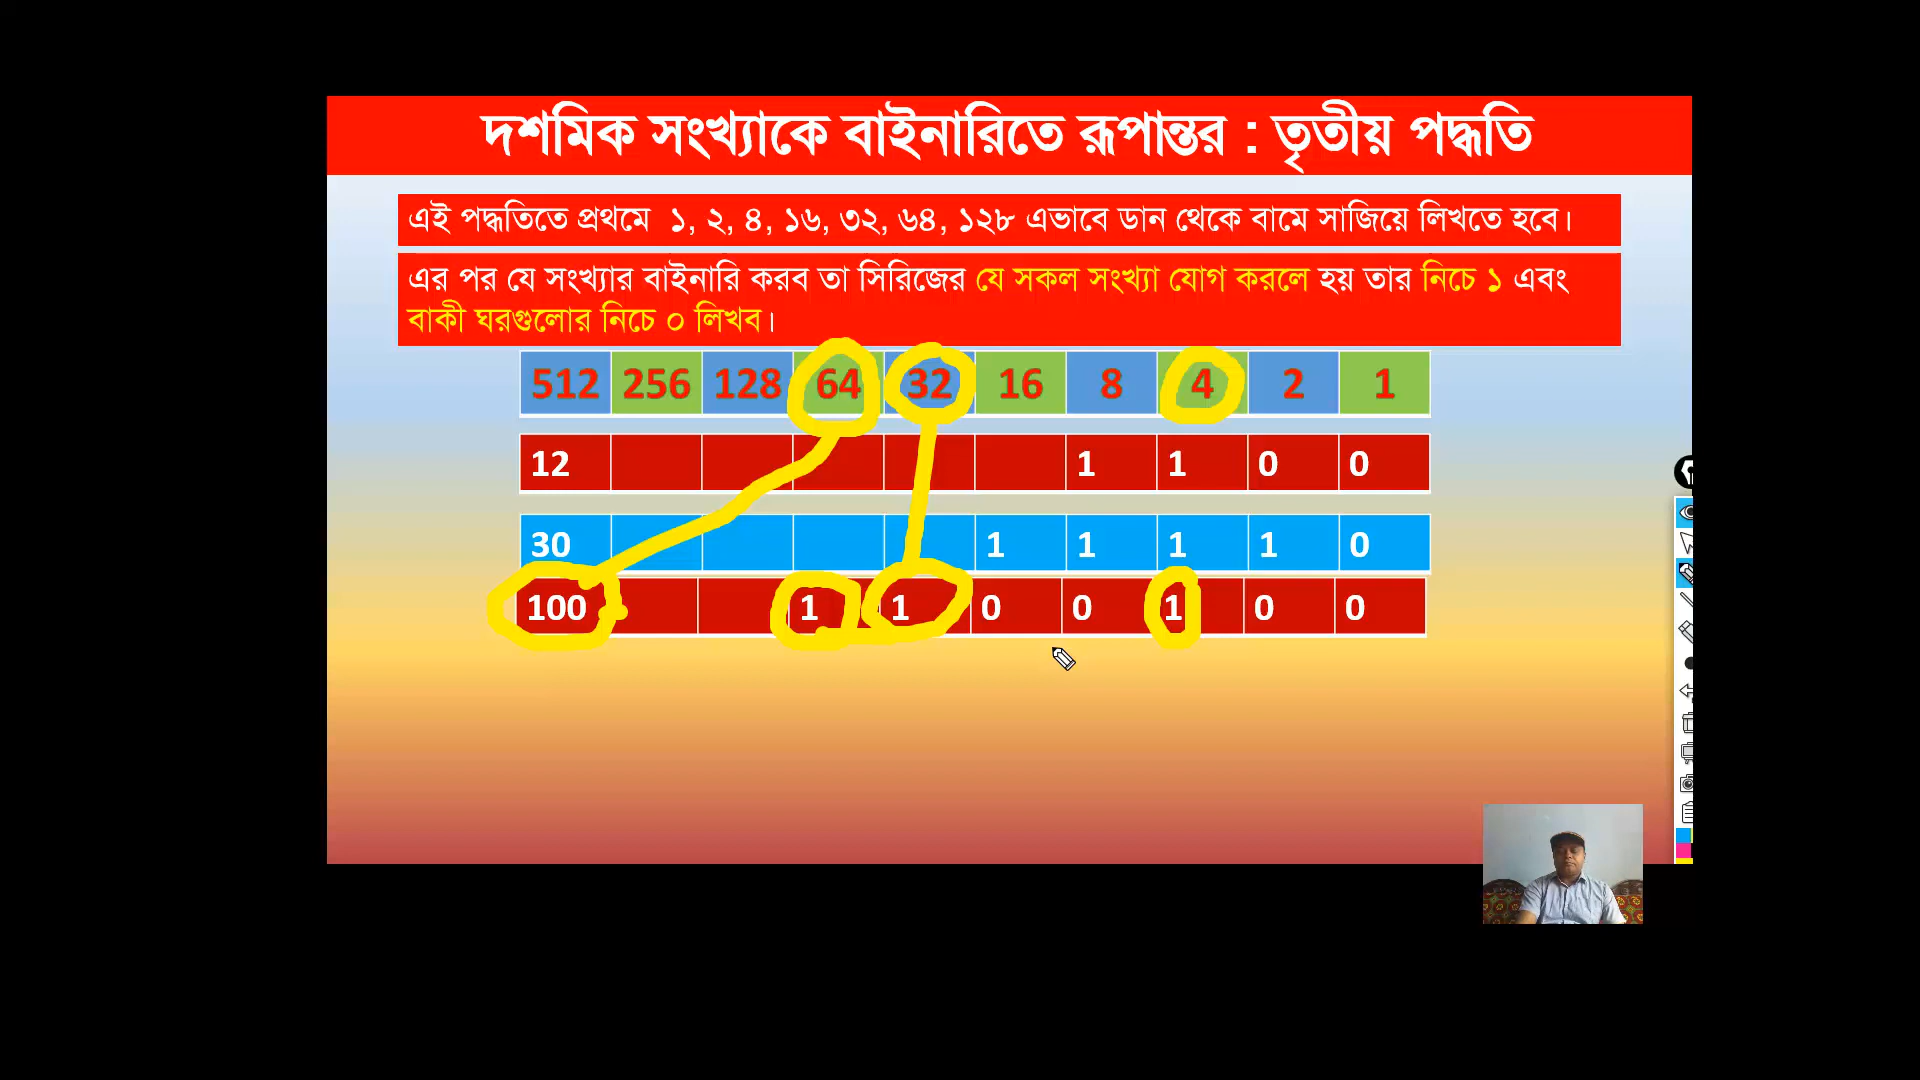 দশমিক সংখ্যাকে বাইনারিতে রূপান্তর : তৃতীয় পদ্ধতি
এই পদ্ধতিতে প্রথমে ১, ২, ৪, ১৬, ৩২, ৬৪, ১২৮ এভাবে ডান থেকে বামে সাজিয়ে লিখতে হবে।
এর পর যে সংখ্যার বাইনারি করব তা সিরিজের যে সকল সংখ্যা যোগ করলে হয় তার নিচে ১ এবং
বাকী ঘরগুলোর নিচে ০ লিখব।
512 256 128 64 32 16 8 4 2 1
12 1 1 0 0
30 1 1 1 1 0
100 1 1 0 0 1 0 0